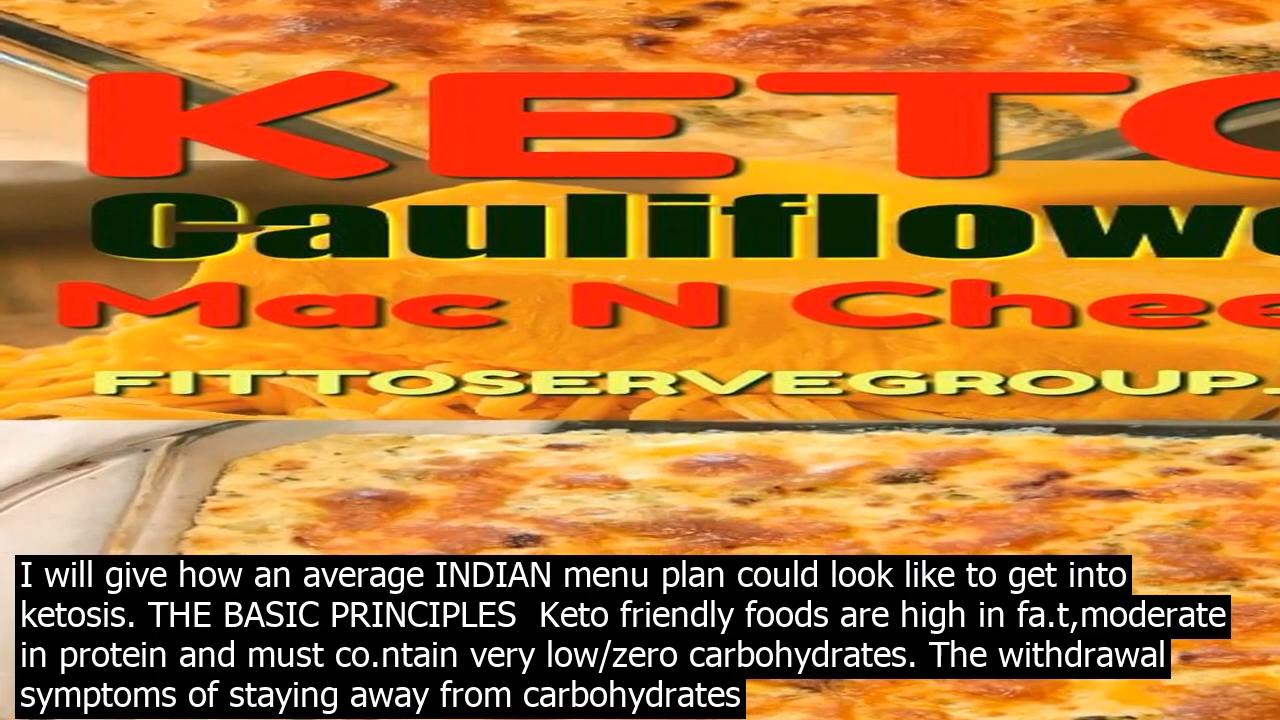 KETO
Cauliflowe
Mac N Chee
FITTOSERVEGROUP.
I will give how an average INDIAN menu plan could look like to get into
ketosis. THE BASIC PRINCIPLES  Keto friendly foods are high in fa.t,moderate
in protein and must co.ntain very low/zero carbohydrates. The withdrawal
symptoms of staying away from carbohydrates